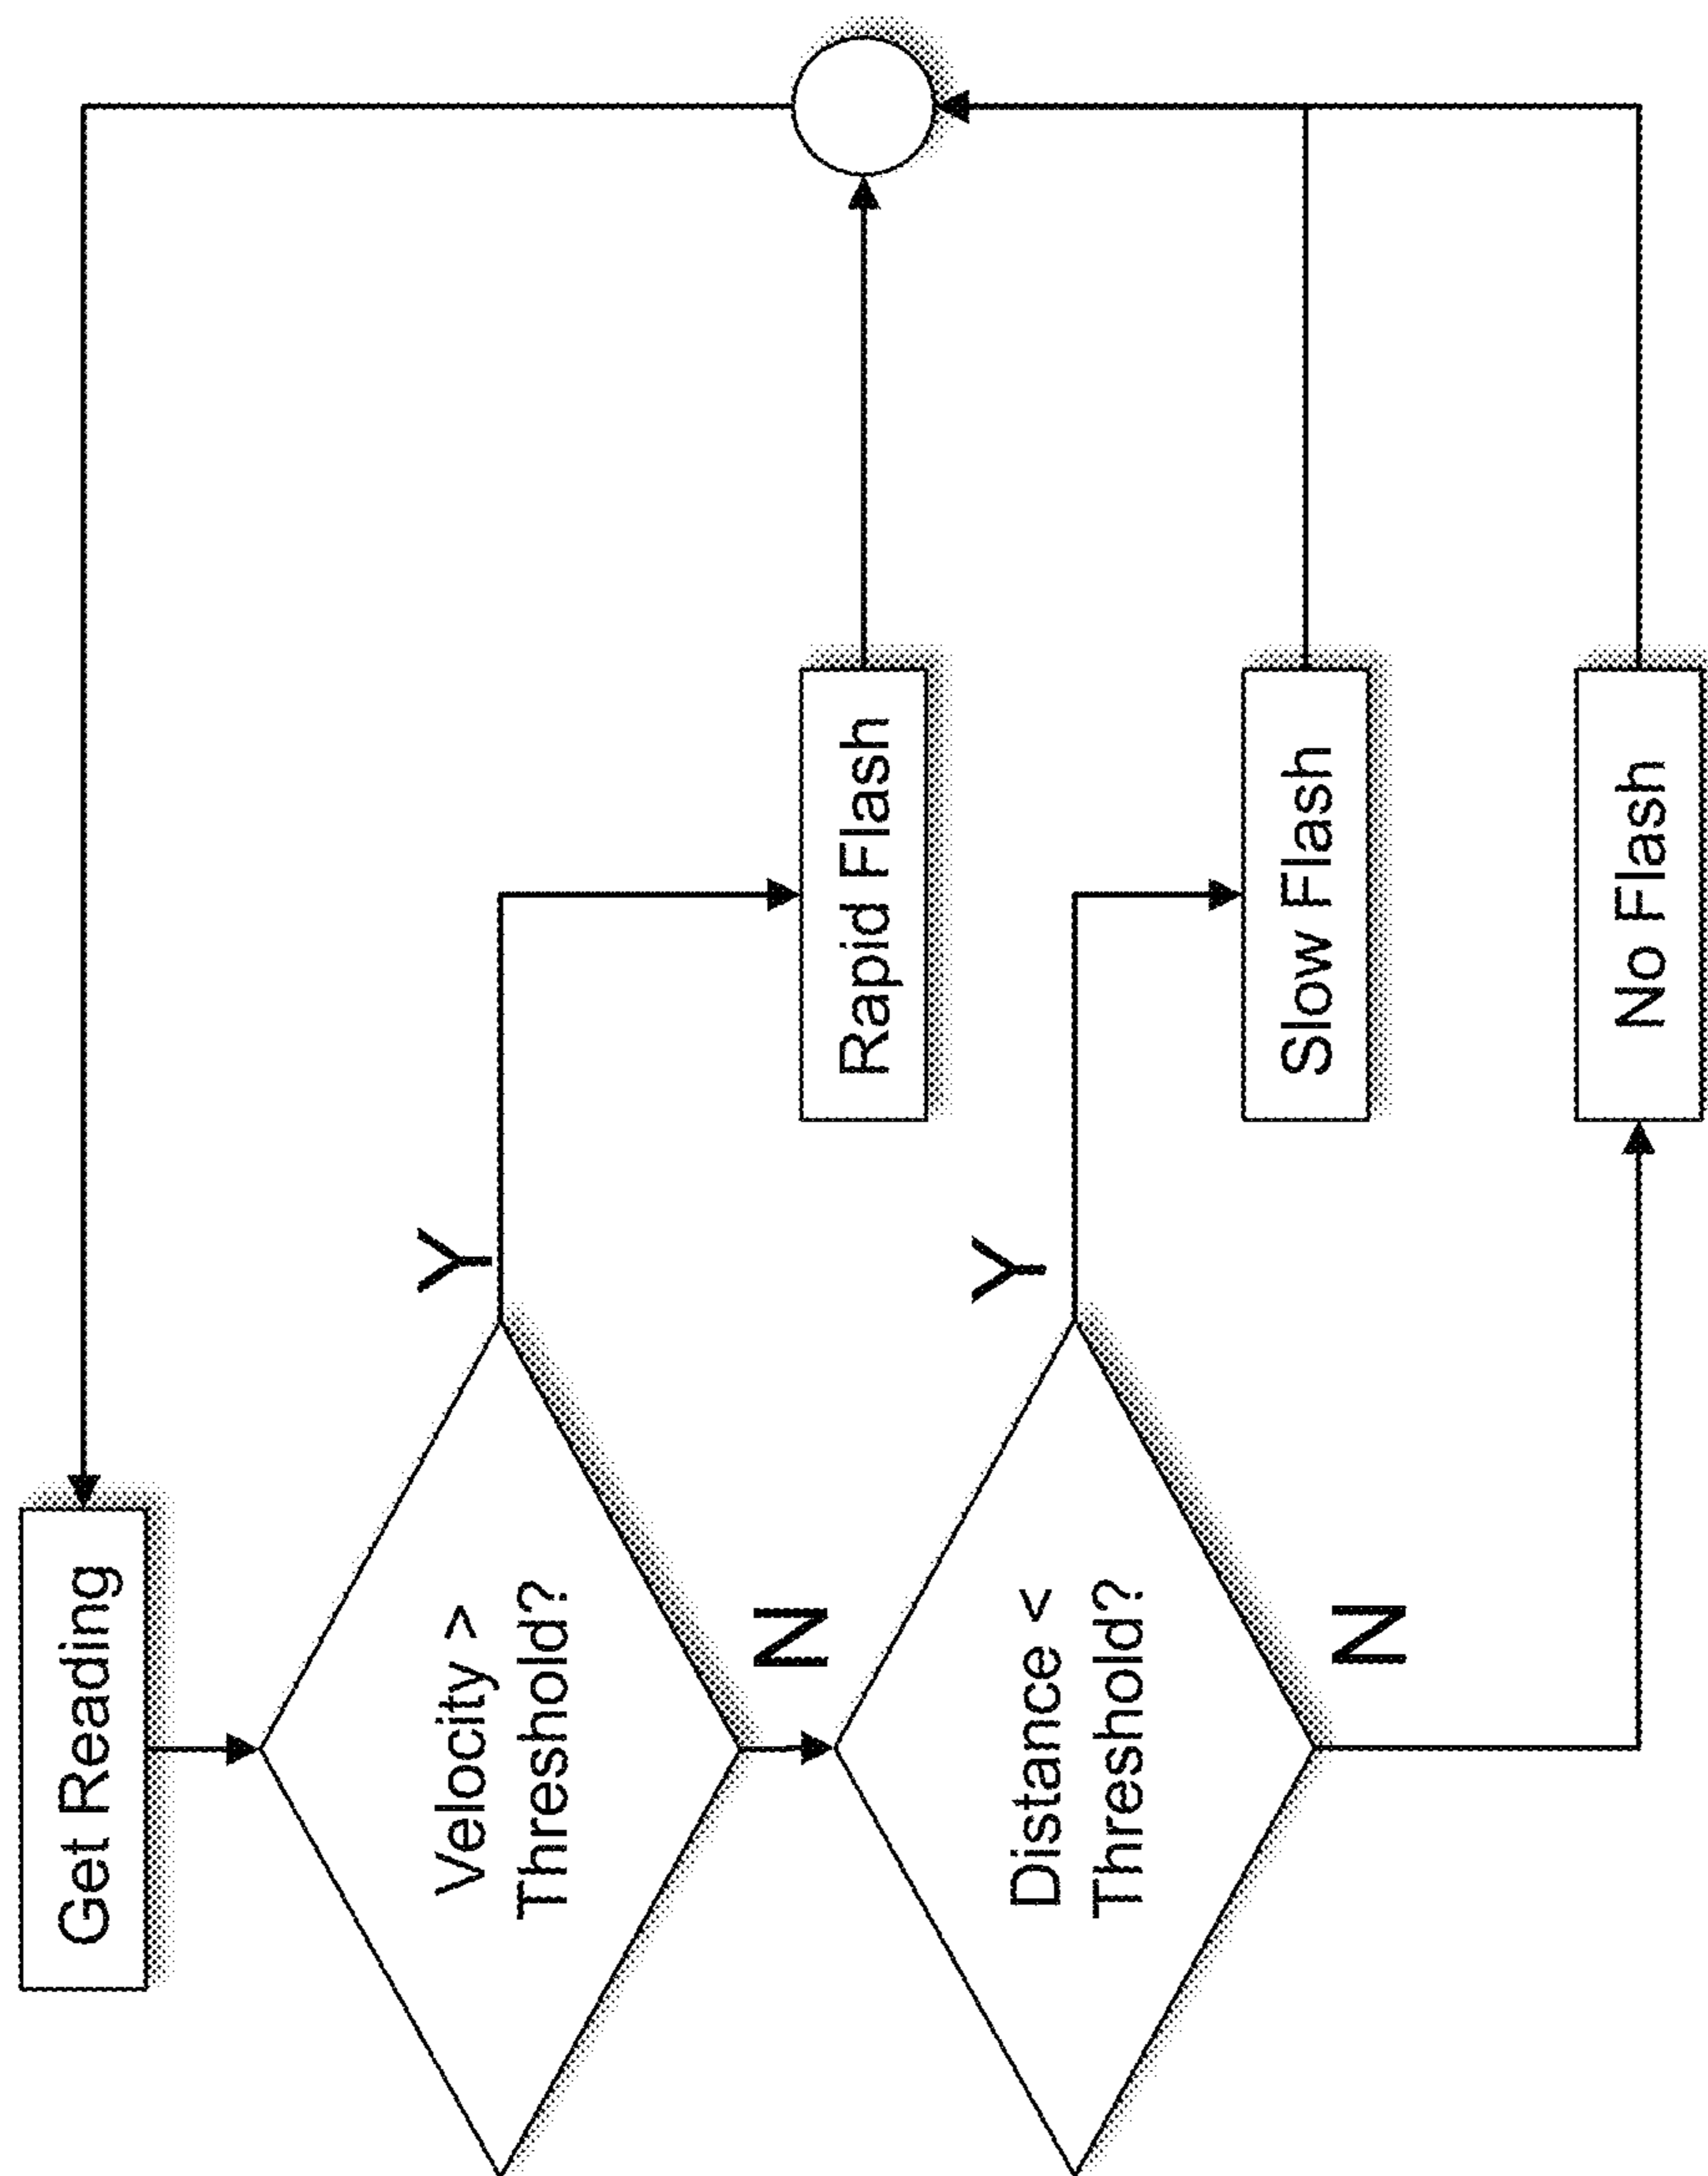 Get Reading
Velocity >
Threshold?
Y
N
Rapid Flash
Distance <
Threshold?
Y
N
Slow Flash
No Flash